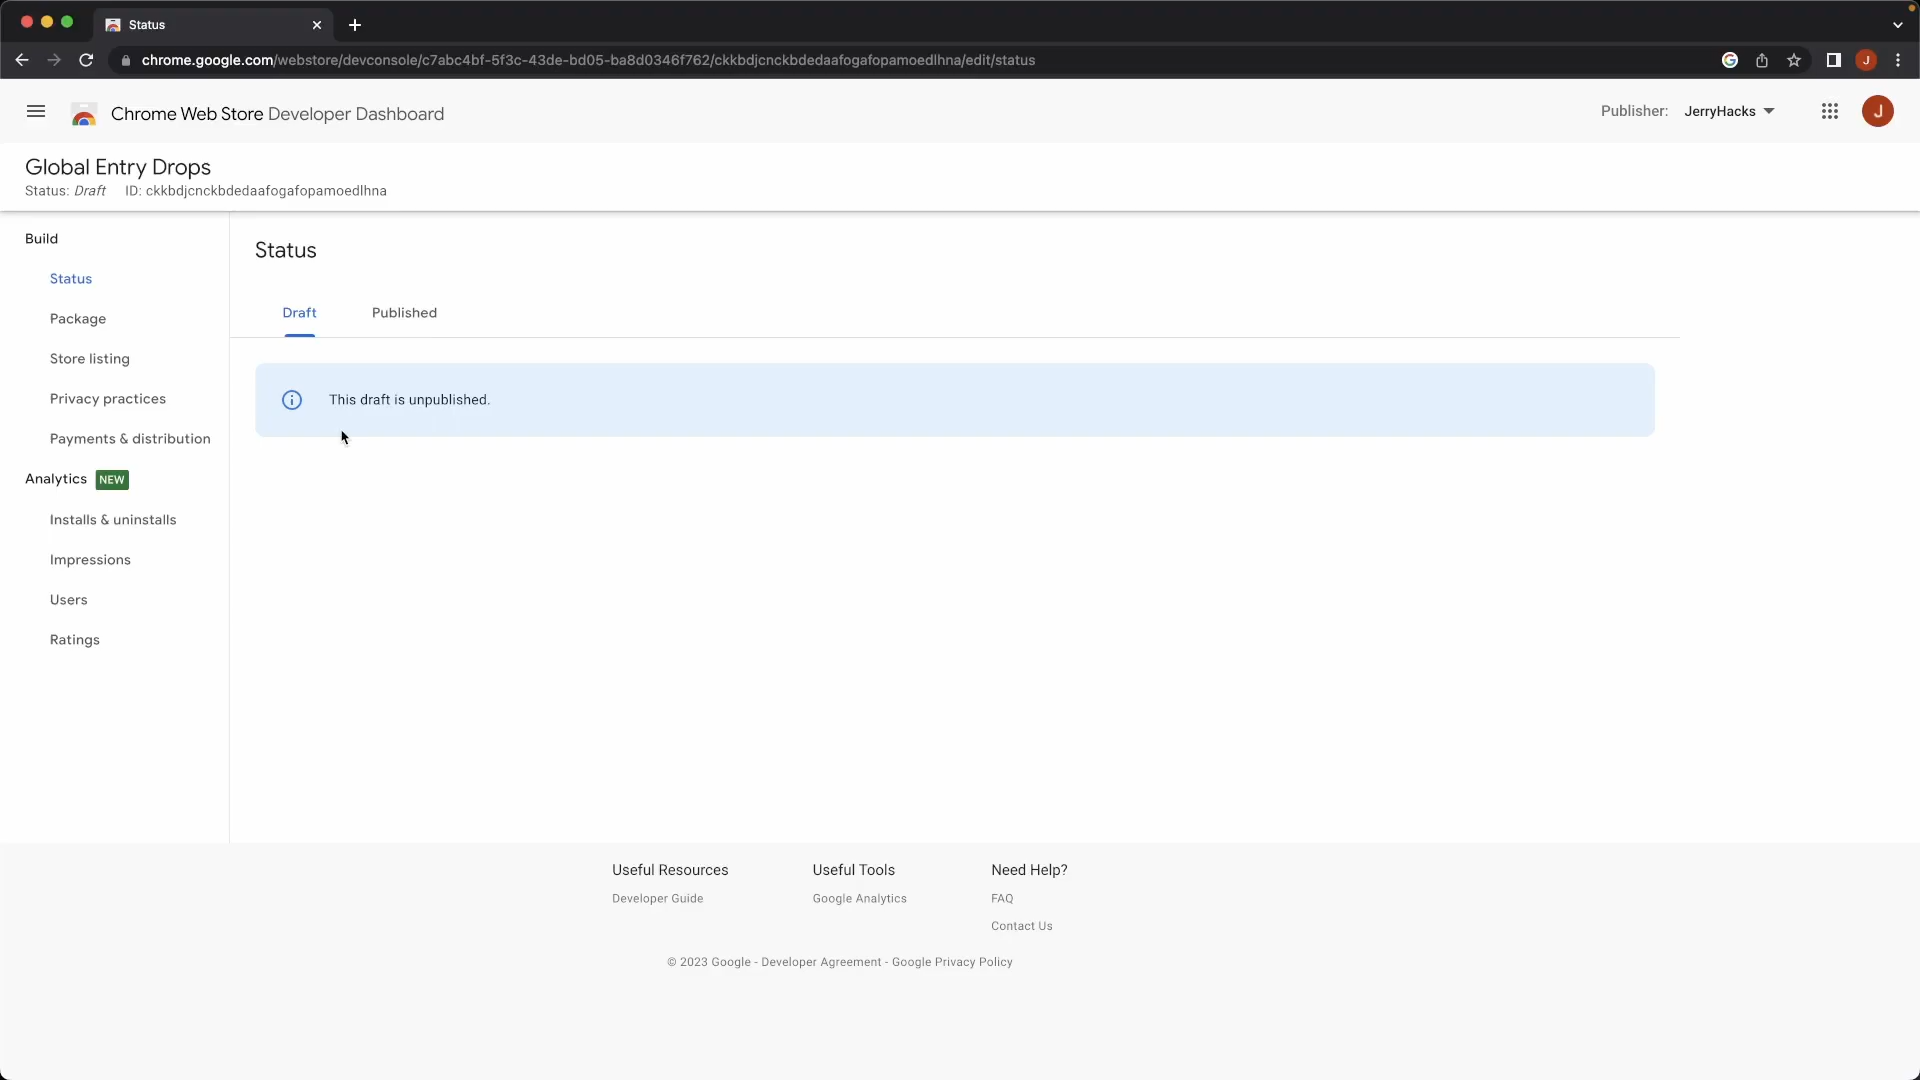 Status
chrome.google.com/webstore/devconsole/c7abc4bf-5f3c-43de-bd05-ba8d0346f762/ckkbdjcnckbdedaafogafopamoedlhna/edit/status
J
Chrome Web Store Developer Dashboard
Publisher: JerryHacks
J
Global Entry Drops
Status: Draft ID: ckkbdjcnckbdedaafogafopamoedlhna
Build
Status
Package
Store listing
Privacy practices
Payments & distribution
Analytics NEW
Installs & uninstalls
Impressions
Users
Ratings
Status
Draft Published
This draft is unpublished.
Useful Resources
Developer Guide
Useful Tools
Google Analytics
Need Help?
FAQ
Contact Us
© 2023 Google - Developer Agreement - Google Privacy Policy